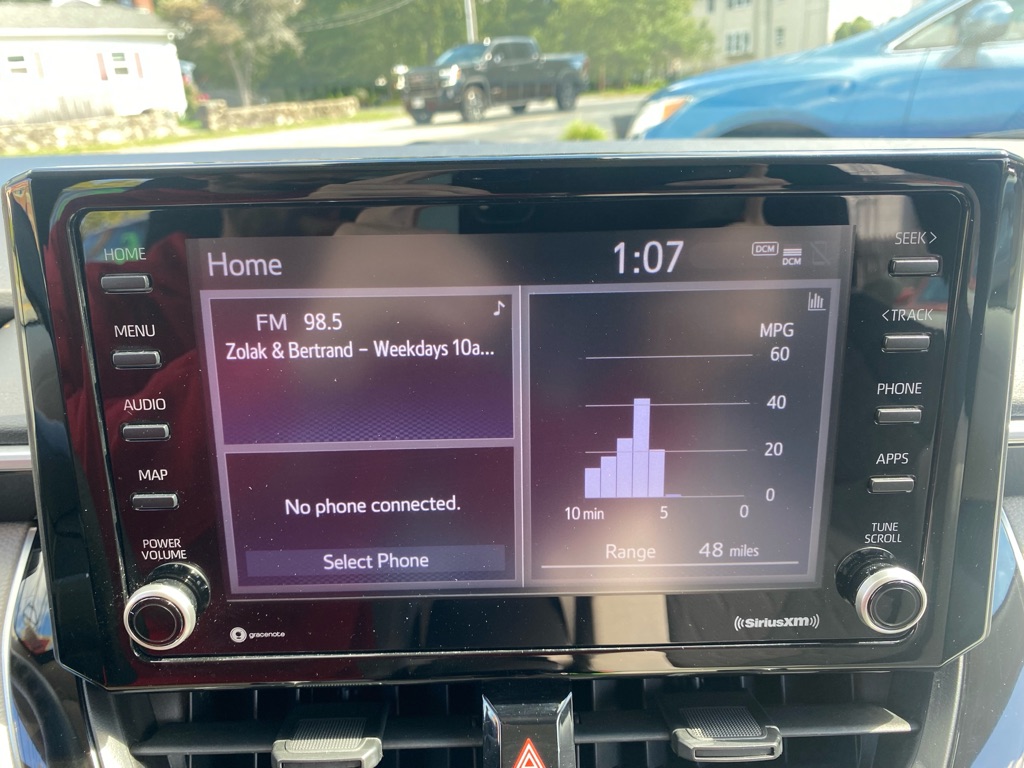 HOME
MENU
AUDIO
MAP
POWER
VOLUME
Home
1:07
DCM
DCM
FM 98.5
Zolak & Bertrand – Weekdays 10a...
No phone connected.
Select Phone
MPG
60
40
20
0
10 min 5 0
Range 48 miles
SEEK >
< TRACK
PHONE
APPS
TUNE
SCROLL
gracenote
((SiriusXM))